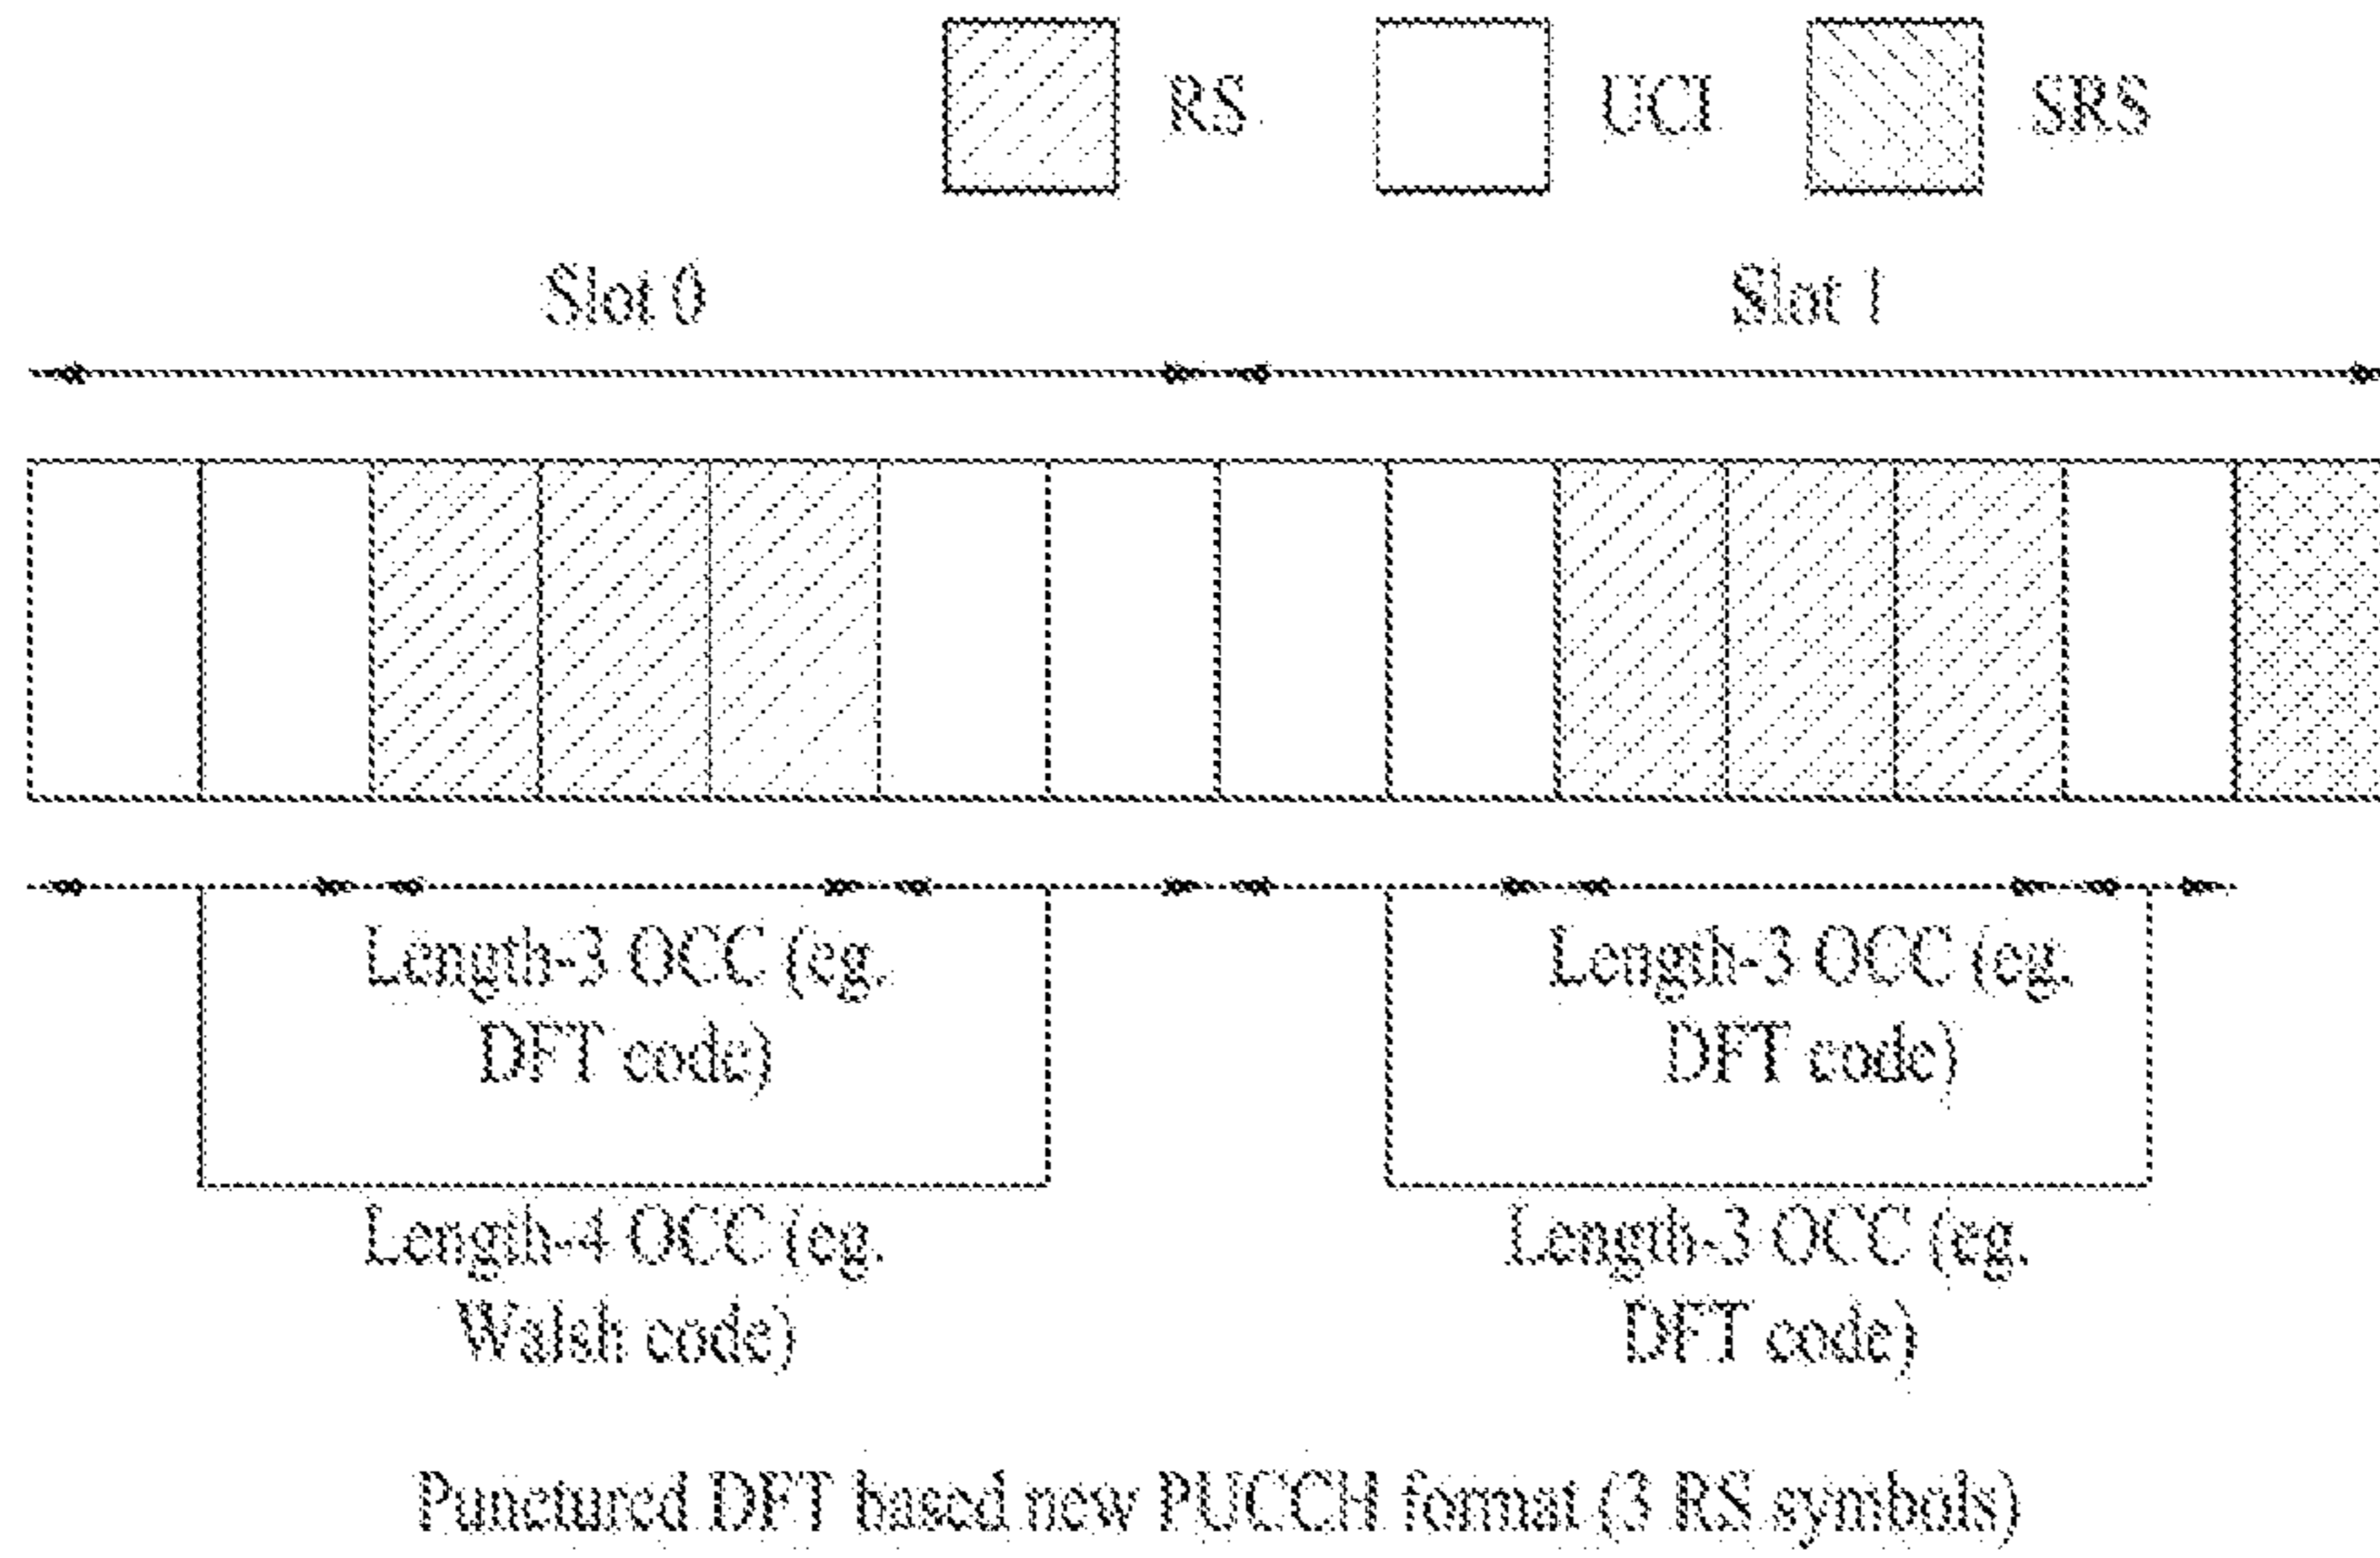 RS UCI SRS
Slot 0 Slot 1
Length-3 OCC (eg.
DFT code)
Length-3 OCC (eg.
DFT code)
Length-4 OCC (eg.
Walsh code)
Length-3 OCC (eg.
DFT code)
Punctured DFT based new PUCCH format (3 RS symbols)